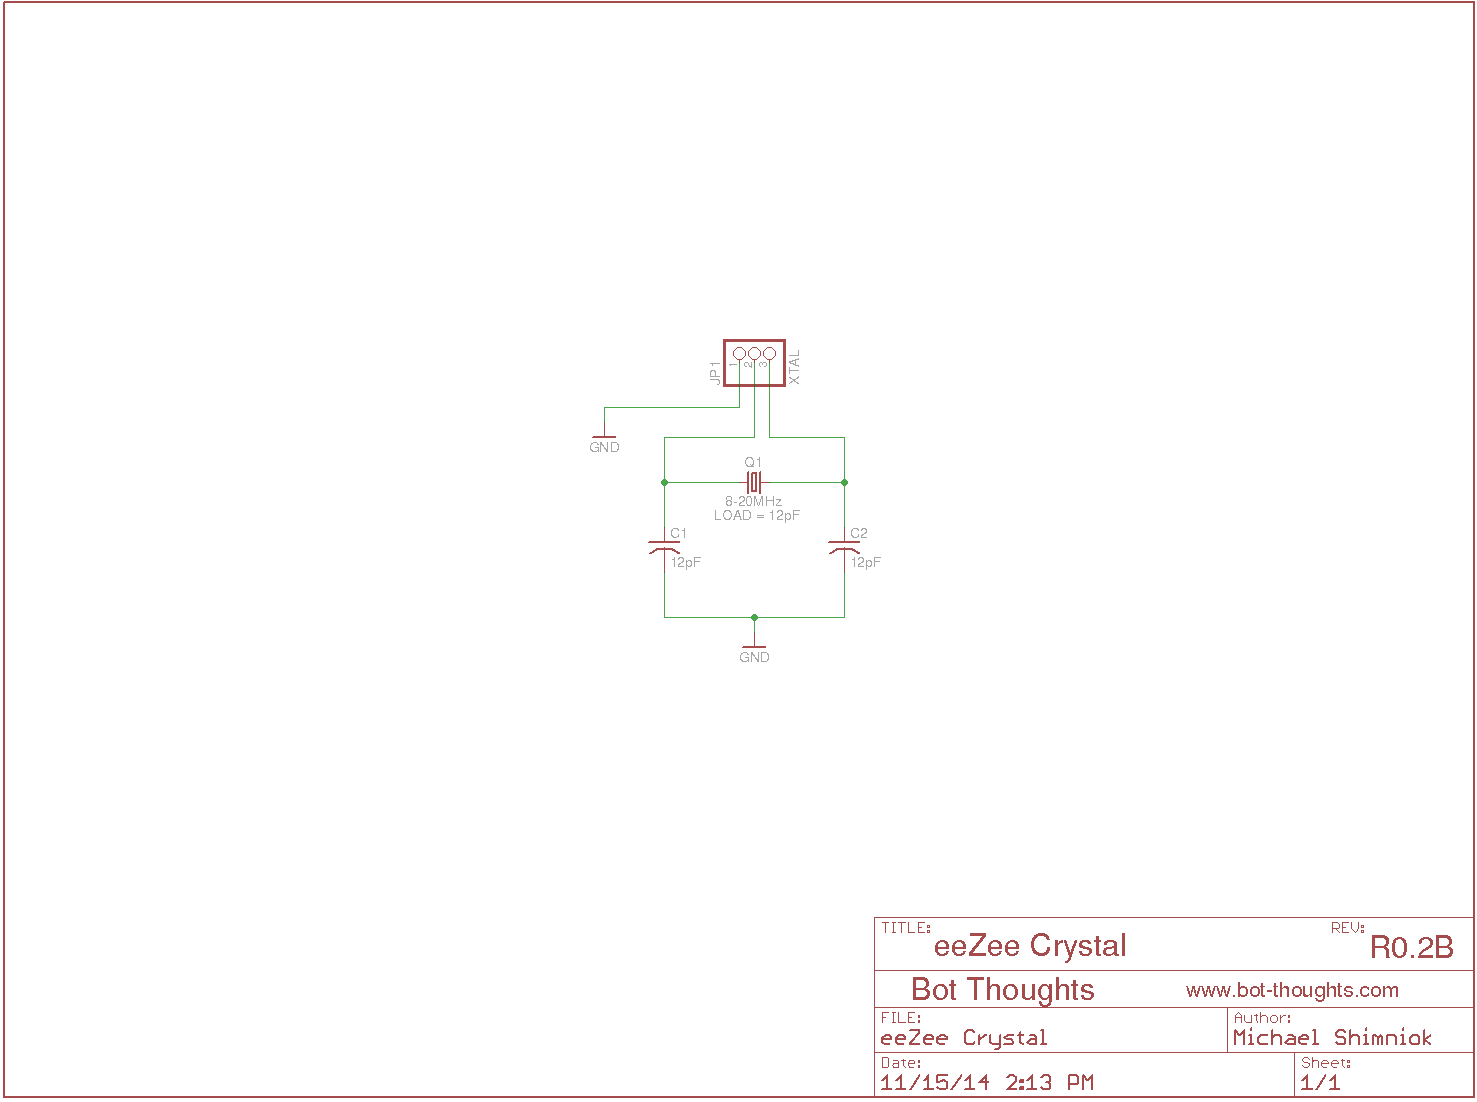 JP1
1
2
3
XTAL
GND
Q1
8-20MHz
LOAD = 12pF
C1
12pF
C2
12pF
GND
TITLE:
eeZee Crystal
REV:
R0.2B
Bot Thoughts
www.bot-thoughts.com
FILE:
eeZee Crystal
Author:
Michael Shimniok
Date:
11/15/14 2:13 PM
Sheet:
1/1